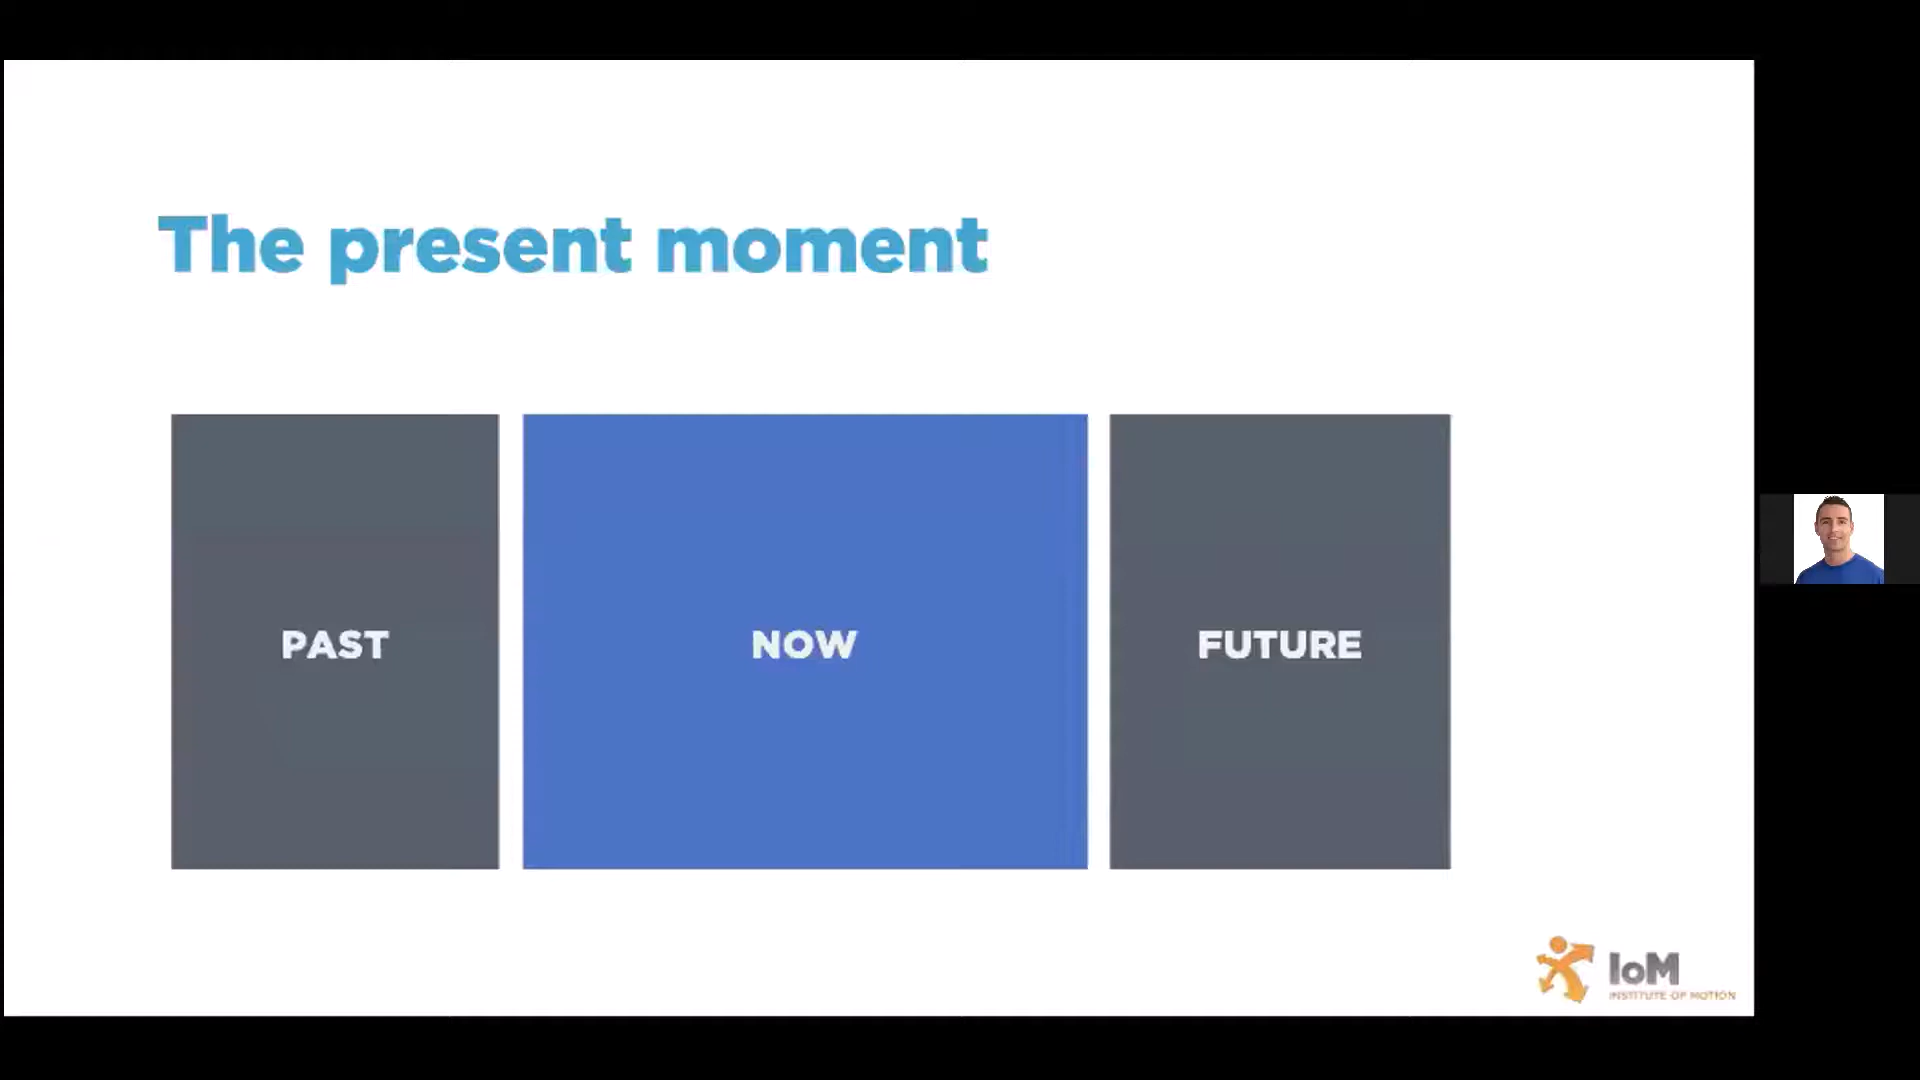 The present moment
PAST
NOW
FUTURE
IoM
INSTITUTE OF MOTION